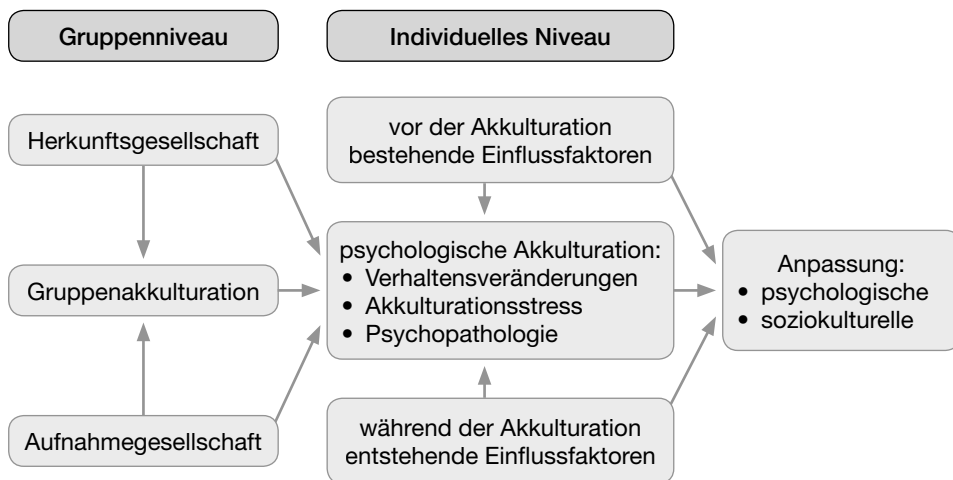 Gruppenniveau
Individuelles Niveau
Herkunftsgesellschaft
Gruppenakkulturation
Aufnahmegesellschaft
vor der Akkulturation
bestehende Einflussfaktoren
psychologische Akkulturation:
• Verhaltensveränderungen
• Akkulturationsstress
• Psychopathologie
während der Akkulturation
entstehende Einflussfaktoren
Anpassung:
• psychologische
• soziokulturelle